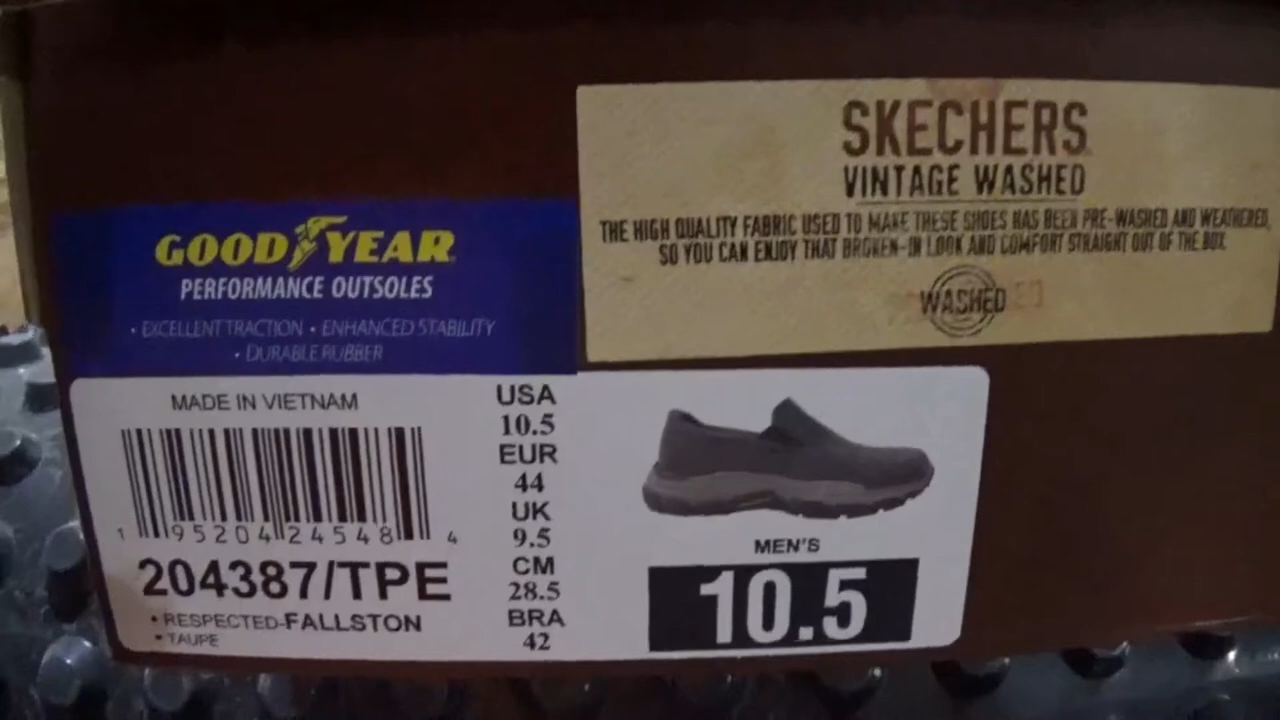 SKECHERS
VINTAGE WASHED
THE HIGH QUALITY FABRIC USED TO MAKE THESE SHOES HAS BEEN PRE-WASHED AND WEATHERED,
SO YOU CAN ENJOY THAT BROKEN-IN LOOK AND COMFORT STRAIGHT OUT OF THE BOX.
WASHED
GOOD YEAR
PERFORMANCE OUTSOLES
• EXCELLENT TRACTION • ENHANCED STABILITY
• DURABLE RUBBER
MADE IN VIETNAM
1 95204 24548 4
204387/TPE
• RESPECTED-FALLSTON
• TAUPE
USA
10.5
EUR
44
UK
9.5
CM
28.5
BRA
42
MEN'S
10.5